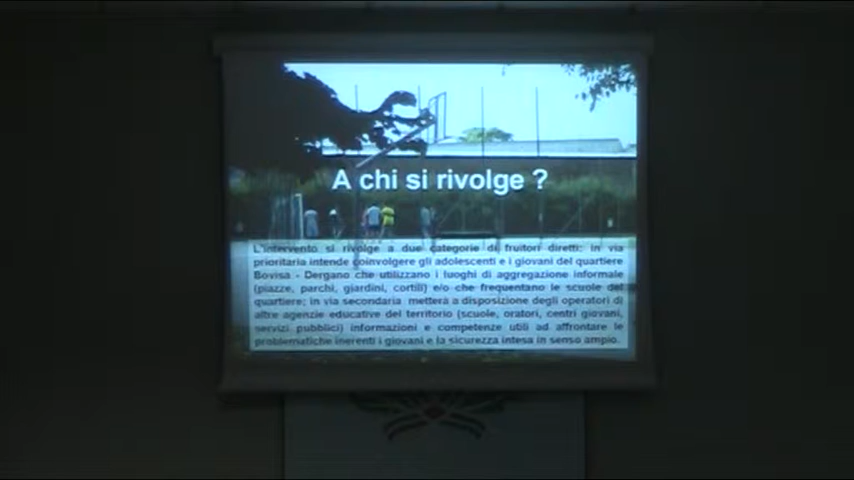 A chi si rivolge ?
L'intervento si rivolge a due categorie di fruitori diretti: in via
prioritaria intende coinvolgere gli adolescenti e i giovani del quartiere
Bovisa - Dergano che utilizzano i luoghi di aggregazione informale
(piazze, parchi, giardini, cortili) e/o che frequentano le scuole del
quartiere; in via secondaria metterà a disposizione degli operatori di
altre agenzie educative del territorio (scuole, oratori, centri giovani,
servizi pubblici) informazioni e competenze utili ad affrontare le
problematiche inerenti i giovani e la sicurezza intesa in senso ampio.